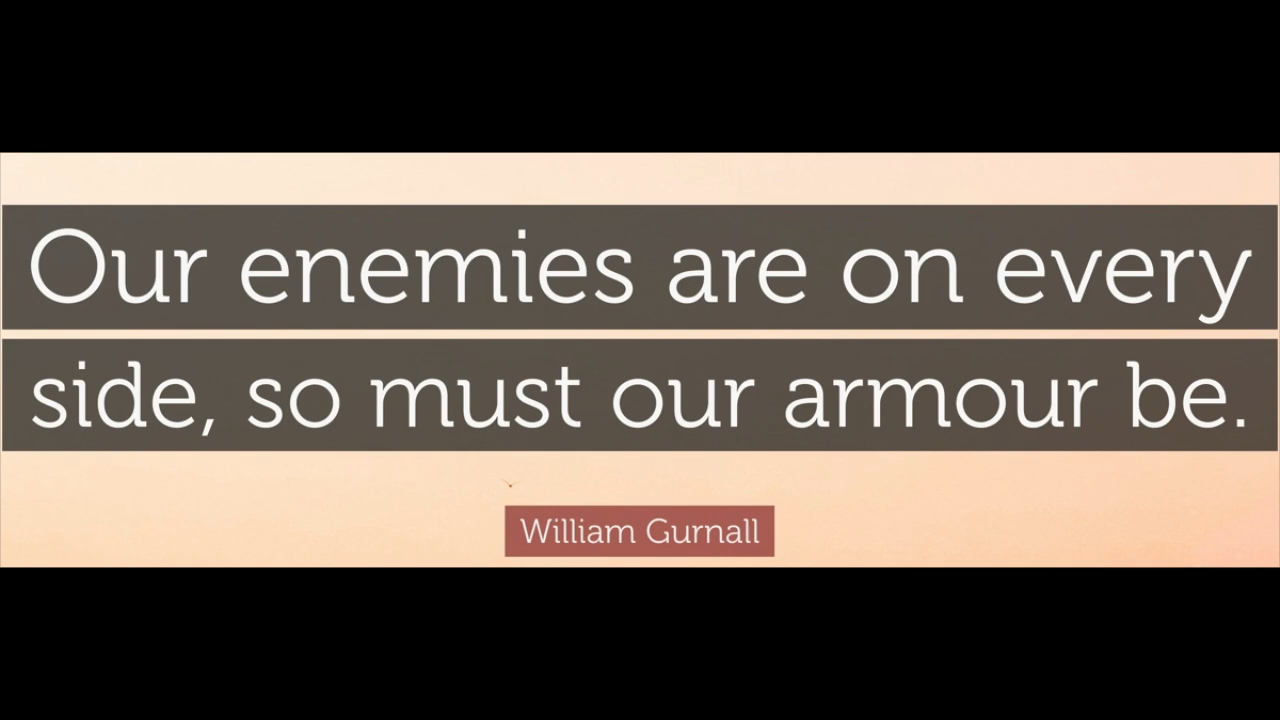 Our enemies are on every
side, so must our armour be.
William Gurnall